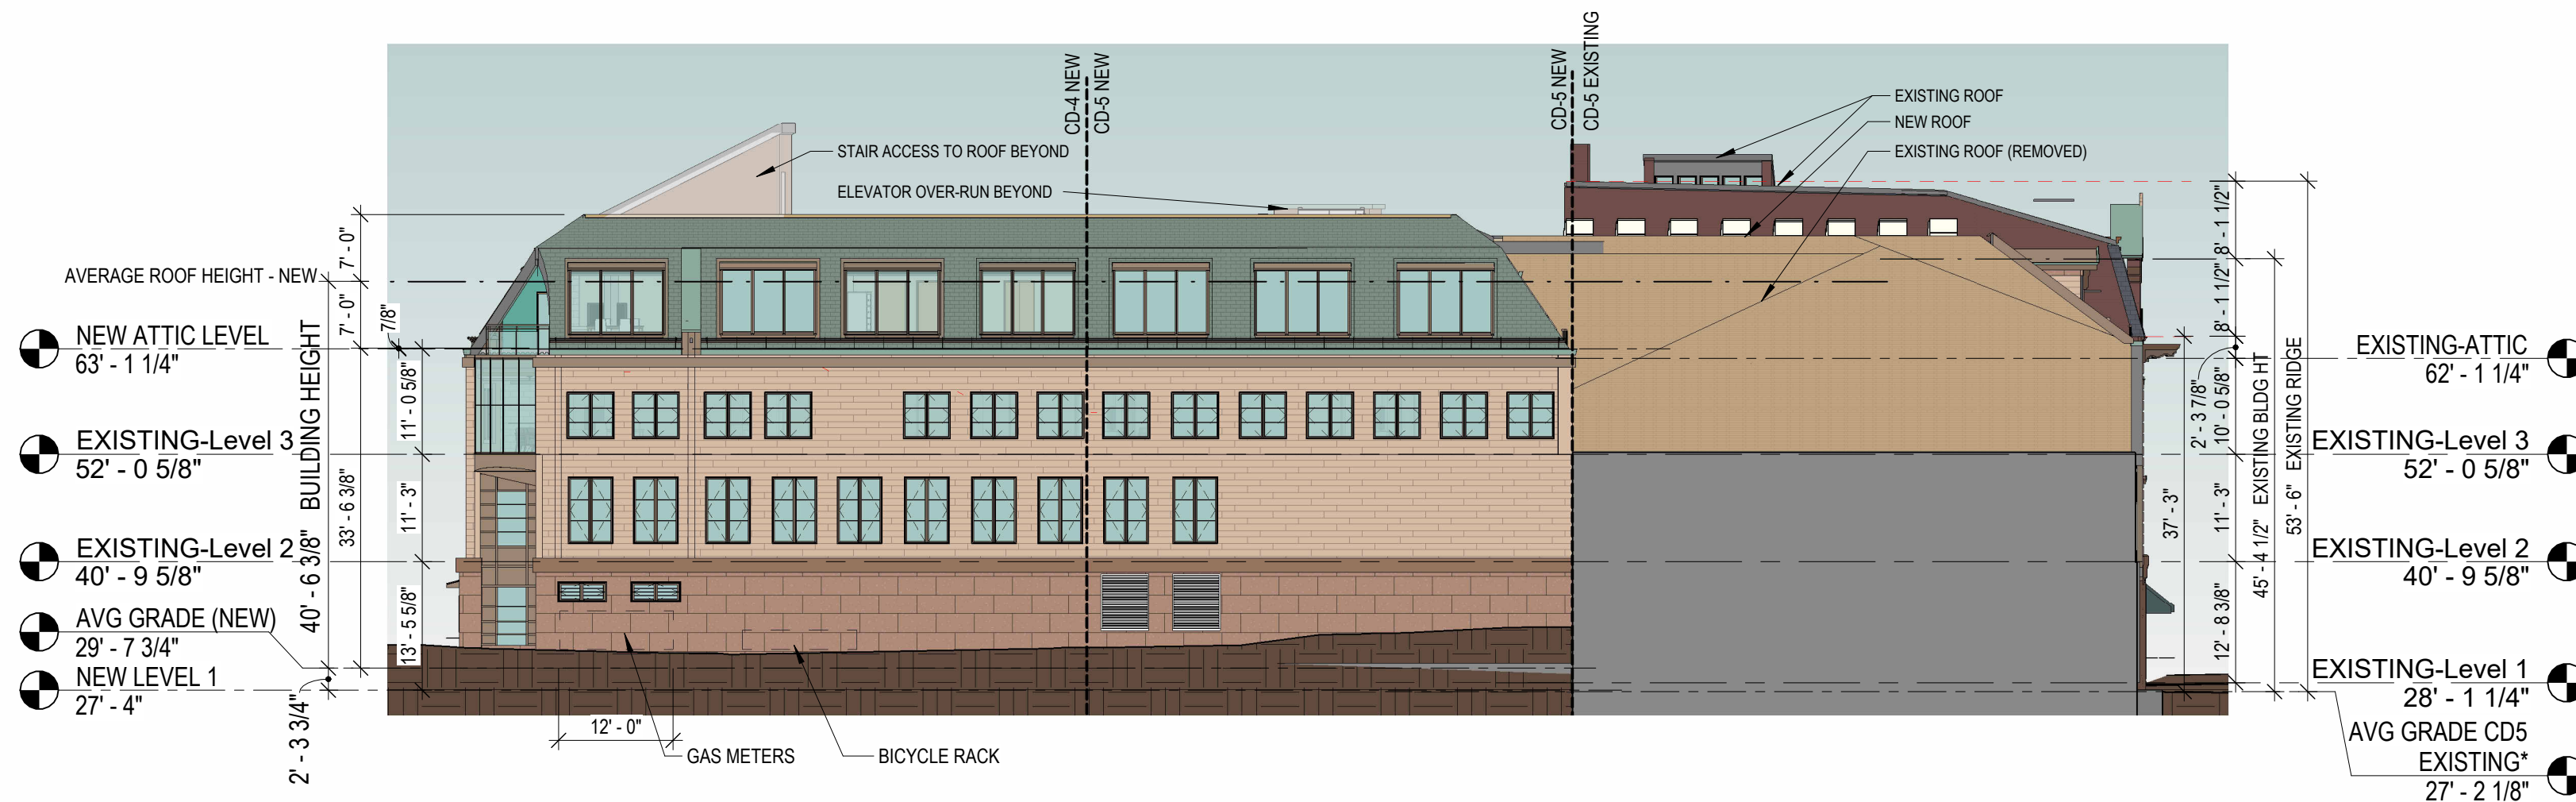 CD-4 NEW
CD-5 NEW
CD-5 NEW
CD-5 EXISTING
EXISTING ROOF
NEW ROOF
EXISTING ROOF (REMOVED)
STAIR ACCESS TO ROOF BEYOND
ELEVATOR OVER-RUN BEYOND
AVERAGE ROOF HEIGHT - NEW
NEW ATTIC LEVEL
63' - 1 1/4"
EXISTING-Level 3
52' - 0 5/8"
EXISTING-Level 2
40' - 9 5/8"
AVG GRADE (NEW)
29' - 7 3/4"
NEW LEVEL 1
27' - 4"
2' - 3 3/4"
40' - 6 3/8" BUILDING HEIGHT
7' - 0"
7' - 0"
33' - 6 3/8"
7/8"
11' - 0 5/8"
11' - 3"
13' - 5 5/8"
12' - 0"
GAS METERS
BICYCLE RACK
8' - 1 1/2"
8' - 1 1/2"
2' - 3 7/8"
10' - 0 5/8"
11' - 3"
12' - 8 3/8"
37' - 3"
45' - 4 1/2" EXISTING BLDG HT
53' - 6" EXISTING RIDGE
EXISTING-ATTIC
62' - 1 1/4"
EXISTING-Level 3
52' - 0 5/8"
EXISTING-Level 2
40' - 9 5/8"
EXISTING-Level 1
28' - 1 1/4"
AVG GRADE CD5
EXISTING*
27' - 2 1/8"